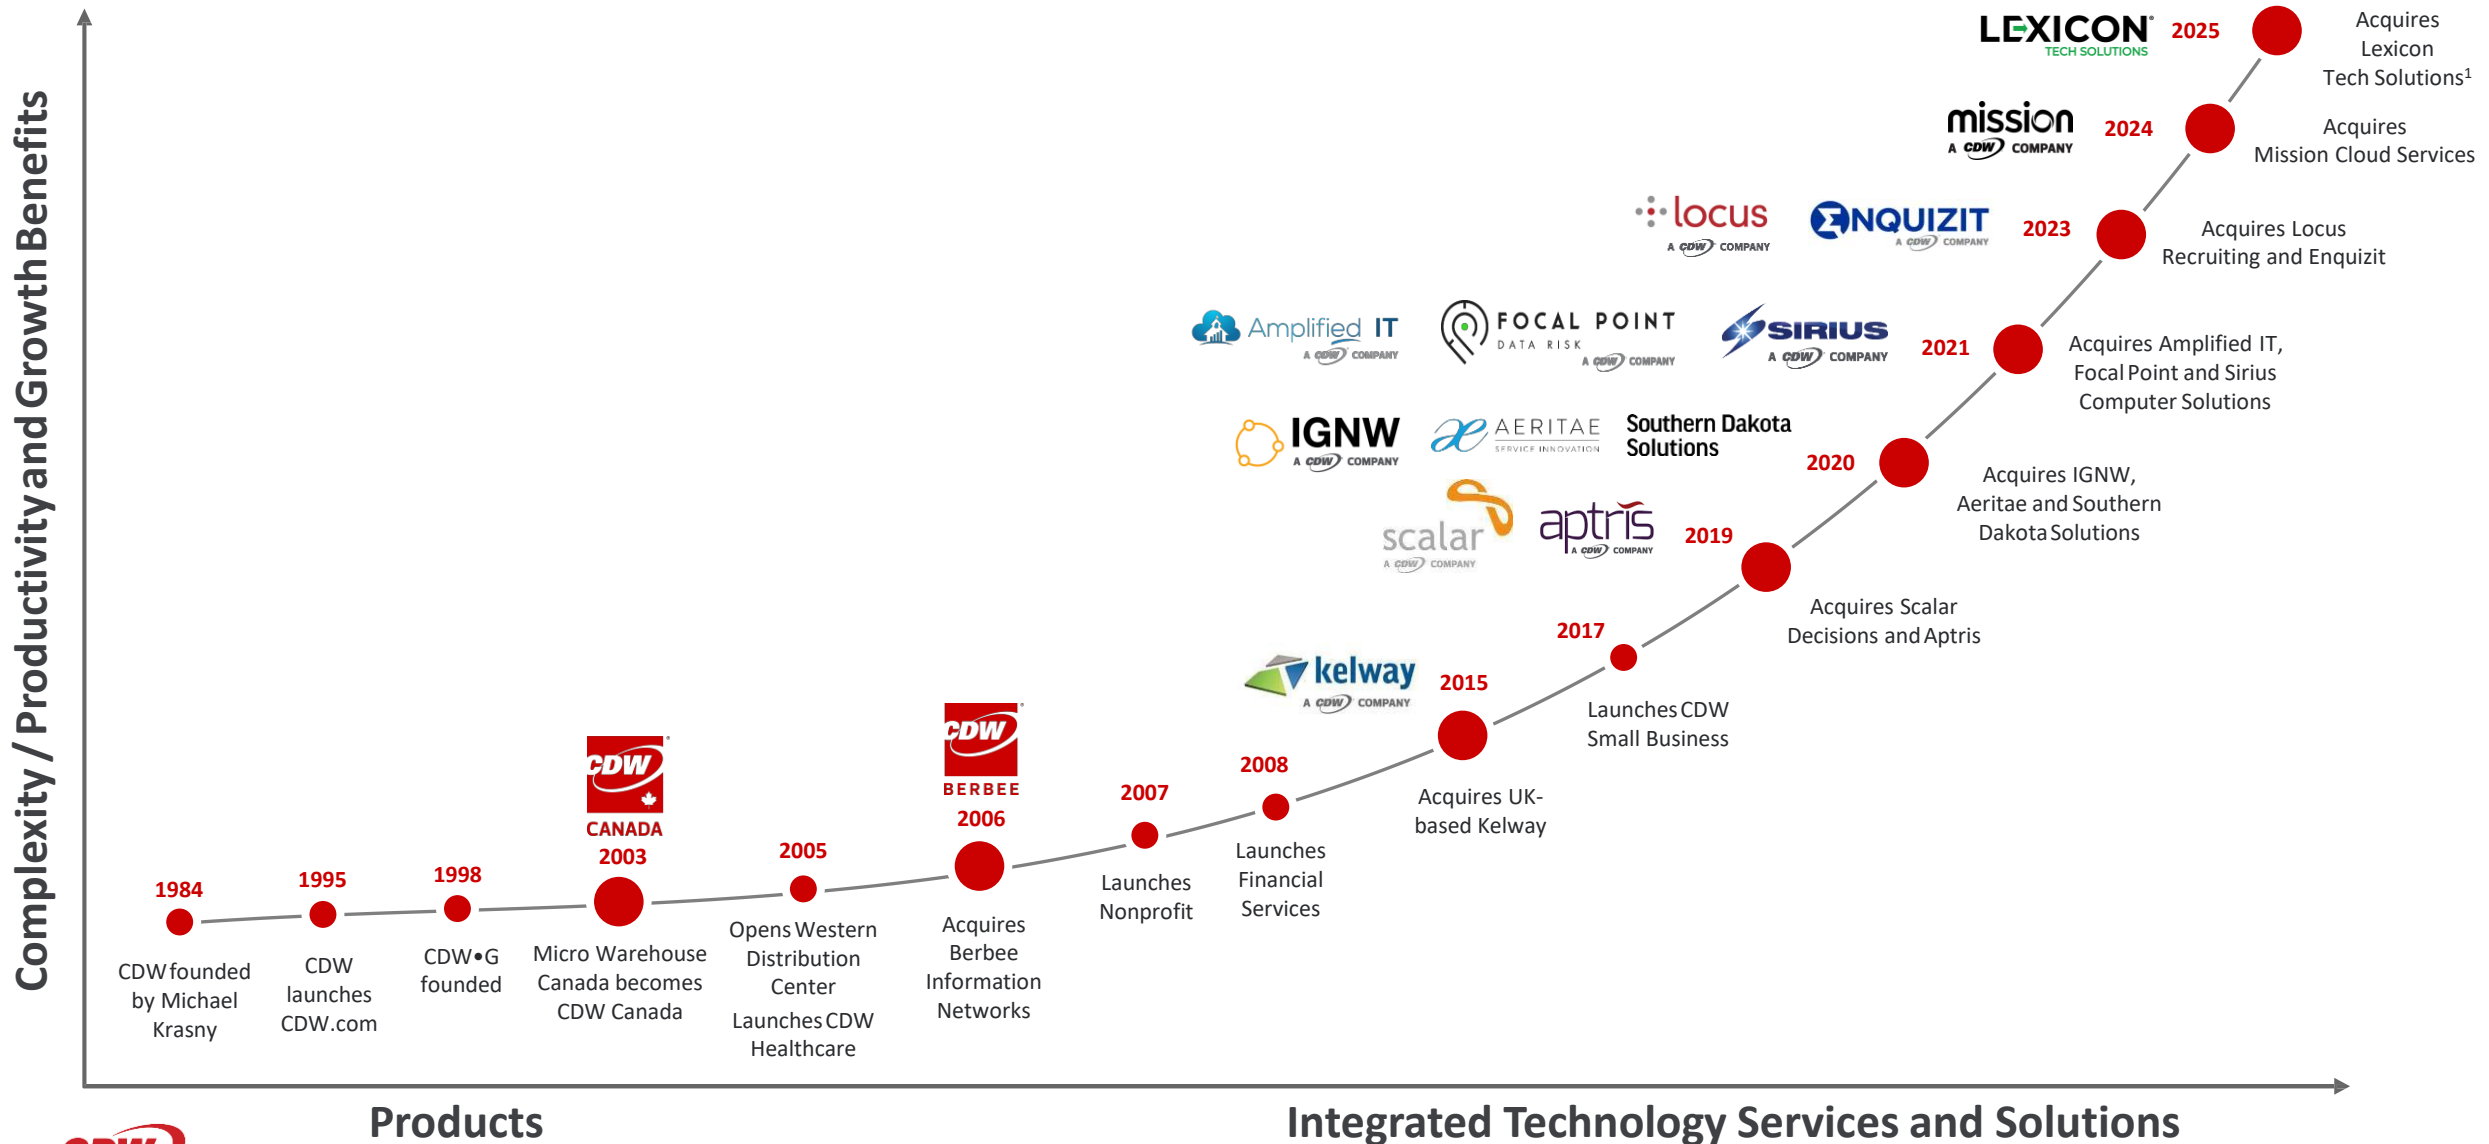 Complexity / Productivity and Growth Benefits
LEXICON
TECH SOLUTIONS
2025
Acquires
Lexicon
Tech Solutions1
mission
A CDW COMPANY
2024
Acquires
Mission Cloud Services
locus
A CDW COMPANY
ENQUIZIT
A CDW COMPANY
2023
Acquires Locus
Recruiting and Enquizit
Amplified IT
A CDW COMPANY
FOCAL POINT
DATA RISK
A CDW COMPANY
SIRIUS
A CDW COMPANY
2021
Acquires Amplified IT,
Focal Point and Sirius
Computer Solutions
IGNW
A CDW COMPANY
AERITAE
SERVICE INNOVATION
Southern Dakota
Solutions
2020
Acquires IGNW,
Aeritae and Southern
Dakota Solutions
scalar
A CDW COMPANY
aptris
A CDW COMPANY
2019
Acquires Scalar
Decisions and Aptris
2017
Launches CDW
Small Business
kelway
A CDW COMPANY
2015
Acquires UK-
based Kelway
2008
Launches
Financial
Services
2007
Launches
Nonprofit
CDW
BERBEE
2006
Acquires
Berbee
Information
Networks
2005
Opens Western
Distribution
Center
Launches CDW
Healthcare
CDW
CANADA
2003
Micro Warehouse
Canada becomes
CDW Canada
1998
CDW•G
founded
1995
CDW
launches
CDW.com
1984
CDW founded
by Michael
Krasny
Products
Integrated Technology Services and Solutions
CDW